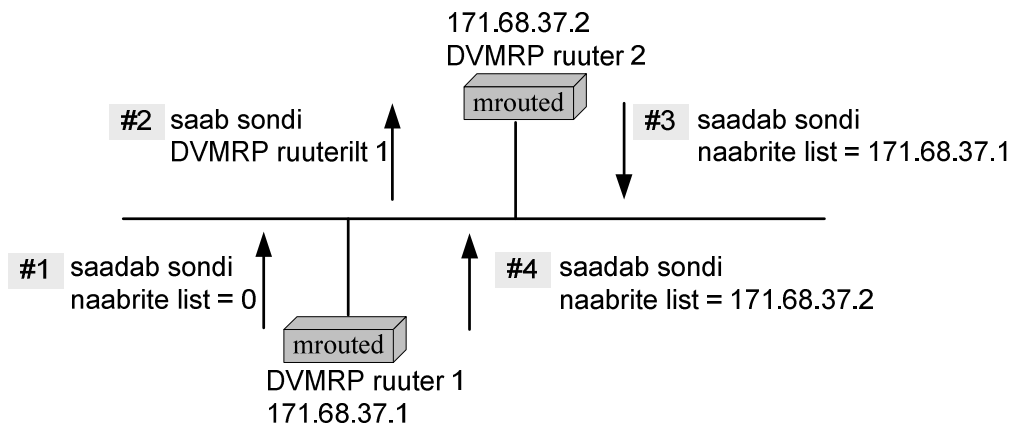 171.68.37.2
DVMRP ruuter 2
mrouted
#2 saab sondi
DVMRP ruuterilt 1
#3 saadab sondi
naabrite list = 171.68.37.1
#1 saadab sondi
naabrite list = 0
#4 saadab sondi
naabrite list = 171.68.37.2
mrouted
DVMRP ruuter 1
171.68.37.1